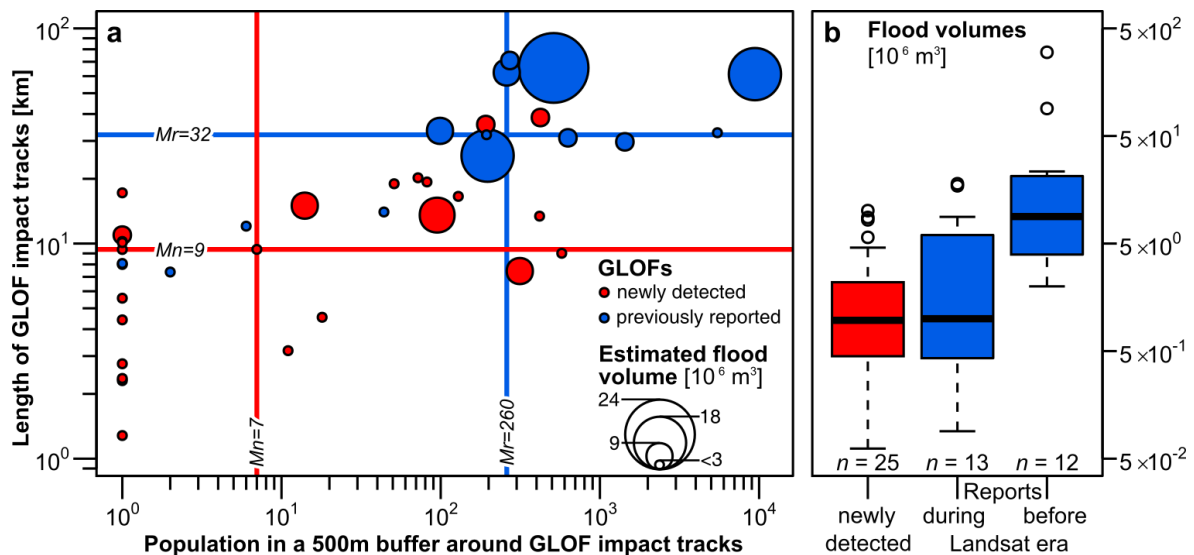 a
Length of GLOF impact tracks [km]
10²
10¹
10⁰
Mr=32
Mn=9
Mn=7
Mr=260
GLOFs
newly detected
previously reported
Estimated flood
volume [10⁶ m³]
24
18
9
<3
10⁰ 10¹ 10² 10³ 10⁴
Population in a 500m buffer around GLOF impact tracks
b Flood volumes
[10⁶ m³]
5×10²
5×10¹
5×10⁰
5×10⁻¹
5×10⁻²
n = 25 n = 13 n = 12
Reports
newly during before
detected Landsat era